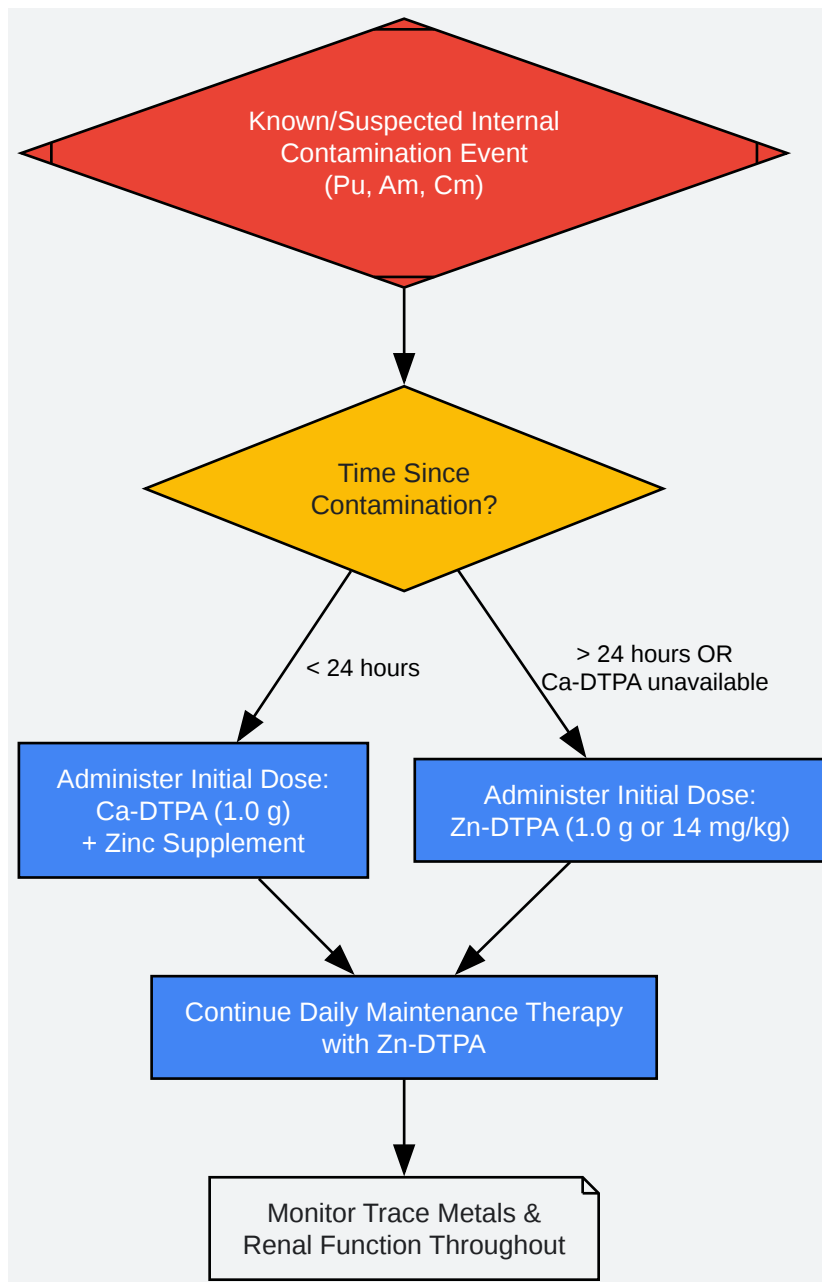 Known/Suspected Internal
Contamination Event
(Pu, Am, Cm)
Time Since
Contamination?
< 24 hours
> 24 hours OR
Ca-DTPA unavailable
Administer Initial Dose:
Ca-DTPA (1.0 g)
+ Zinc Supplement
Administer Initial Dose:
Zn-DTPA (1.0 g or 14 mg/kg)
Continue Daily Maintenance Therapy
with Zn-DTPA
Monitor Trace Metals &
Renal Function Throughout